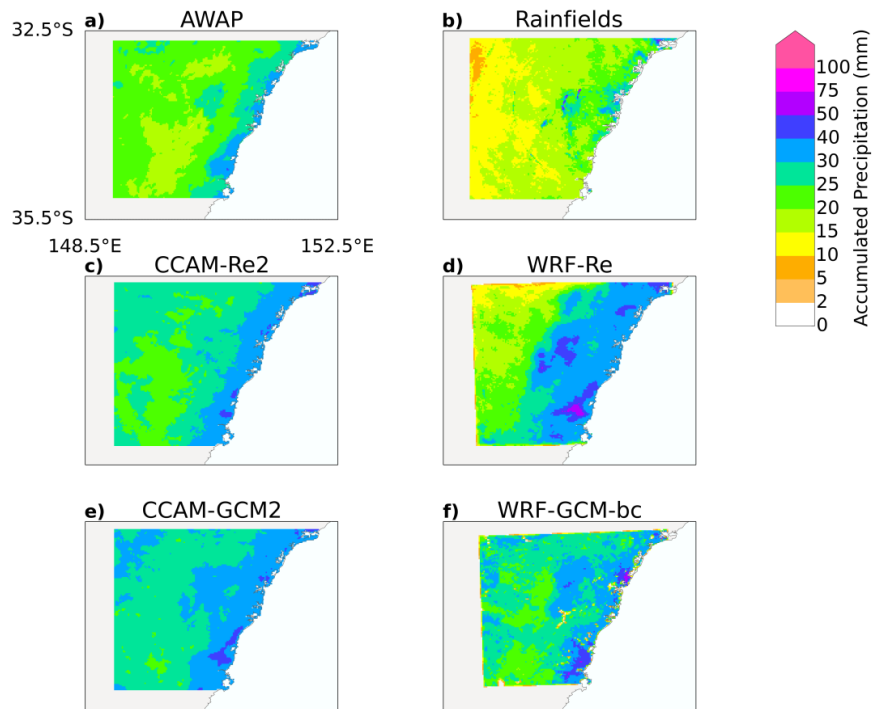 a) AWAP
b) Rainfields
32.5°S
35.5°S
148.5°E 152.5°E
c) CCAM-Re2
d) WRF-Re
e) CCAM-GCM2
f) WRF-GCM-bc
100
75
50
40
30
25
20
15
10
5
2
0
Accumulated Precipitation (mm)